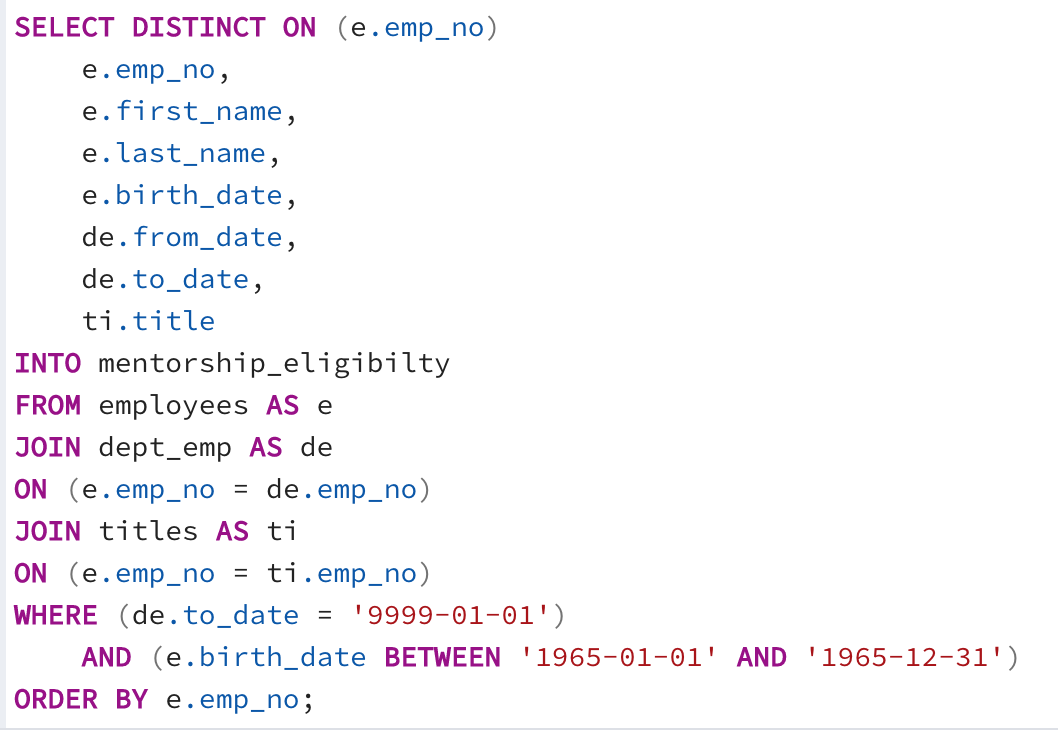 SELECT DISTINCT ON (e.emp_no)
    e.emp_no,
    e.first_name,
    e.last_name,
    e.birth_date,
    de.from_date,
    de.to_date,
    ti.title
INTO mentorship_eligibilty
FROM employees AS e
JOIN dept_emp AS de
ON (e.emp_no = de.emp_no)
JOIN titles AS ti
ON (e.emp_no = ti.emp_no)
WHERE (de.to_date = '9999-01-01')
    AND (e.birth_date BETWEEN '1965-01-01' AND '1965-12-31')
ORDER BY e.emp_no;